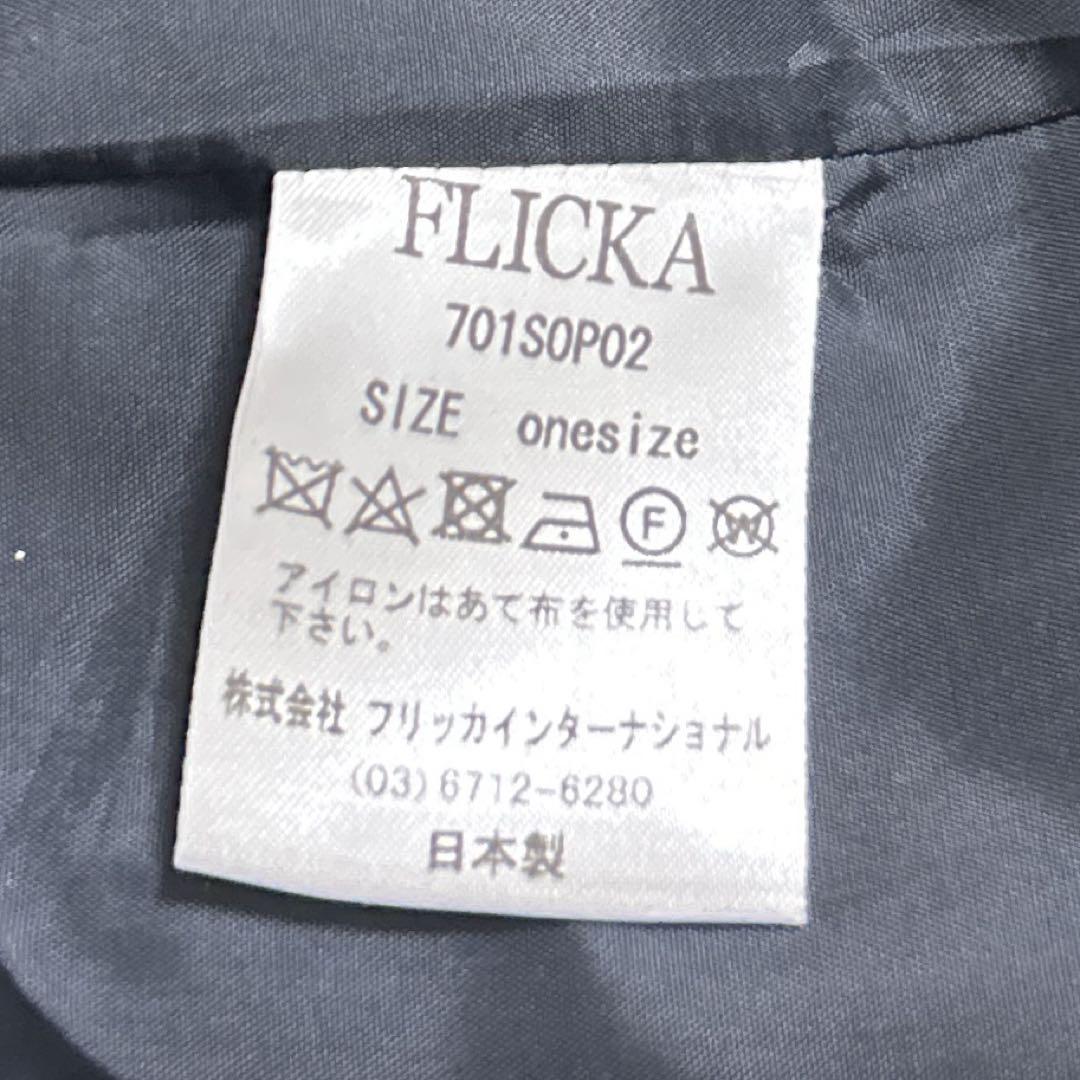 FLICKA
701SOP02
SIZE onesize
F W
アイロンはあて布を使用して
下さい。
株式会社 フリッカインターナショナル
(03)6712-6280
日本製